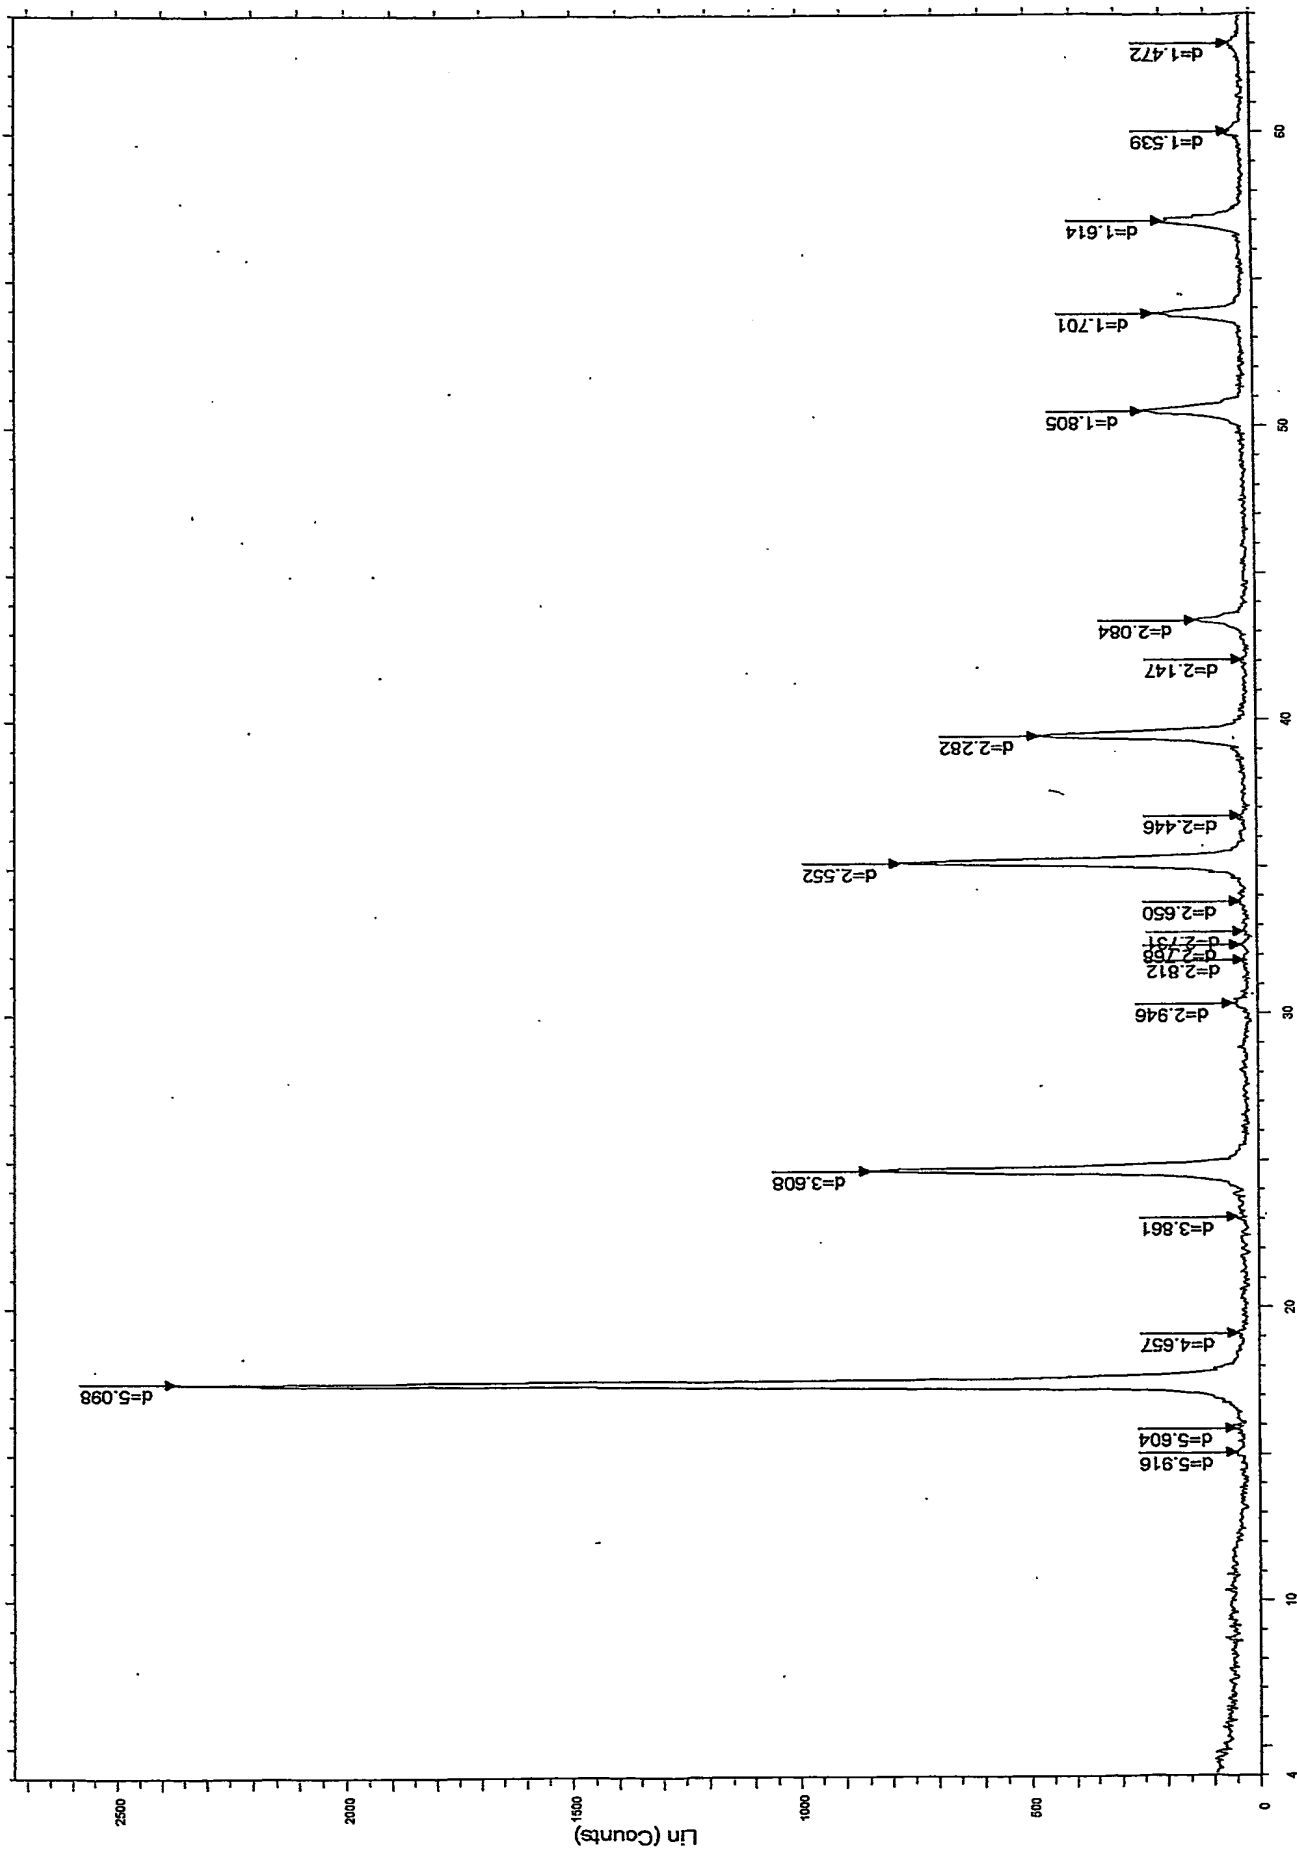 Lin (Counts)
2500
2000
1500
1000
500
0
4
10
20
30
40
50
60
d=5.916
d=5.604
d=5.098
d=4.657
d=3.861
d=3.608
d=2.946
d=2.812
d=2.768
d=2.731
d=2.650
d=2.552
d=2.446
d=2.282
d=2.147
d=2.084
d=1.805
d=1.701
d=1.614
d=1.539
d=1.472